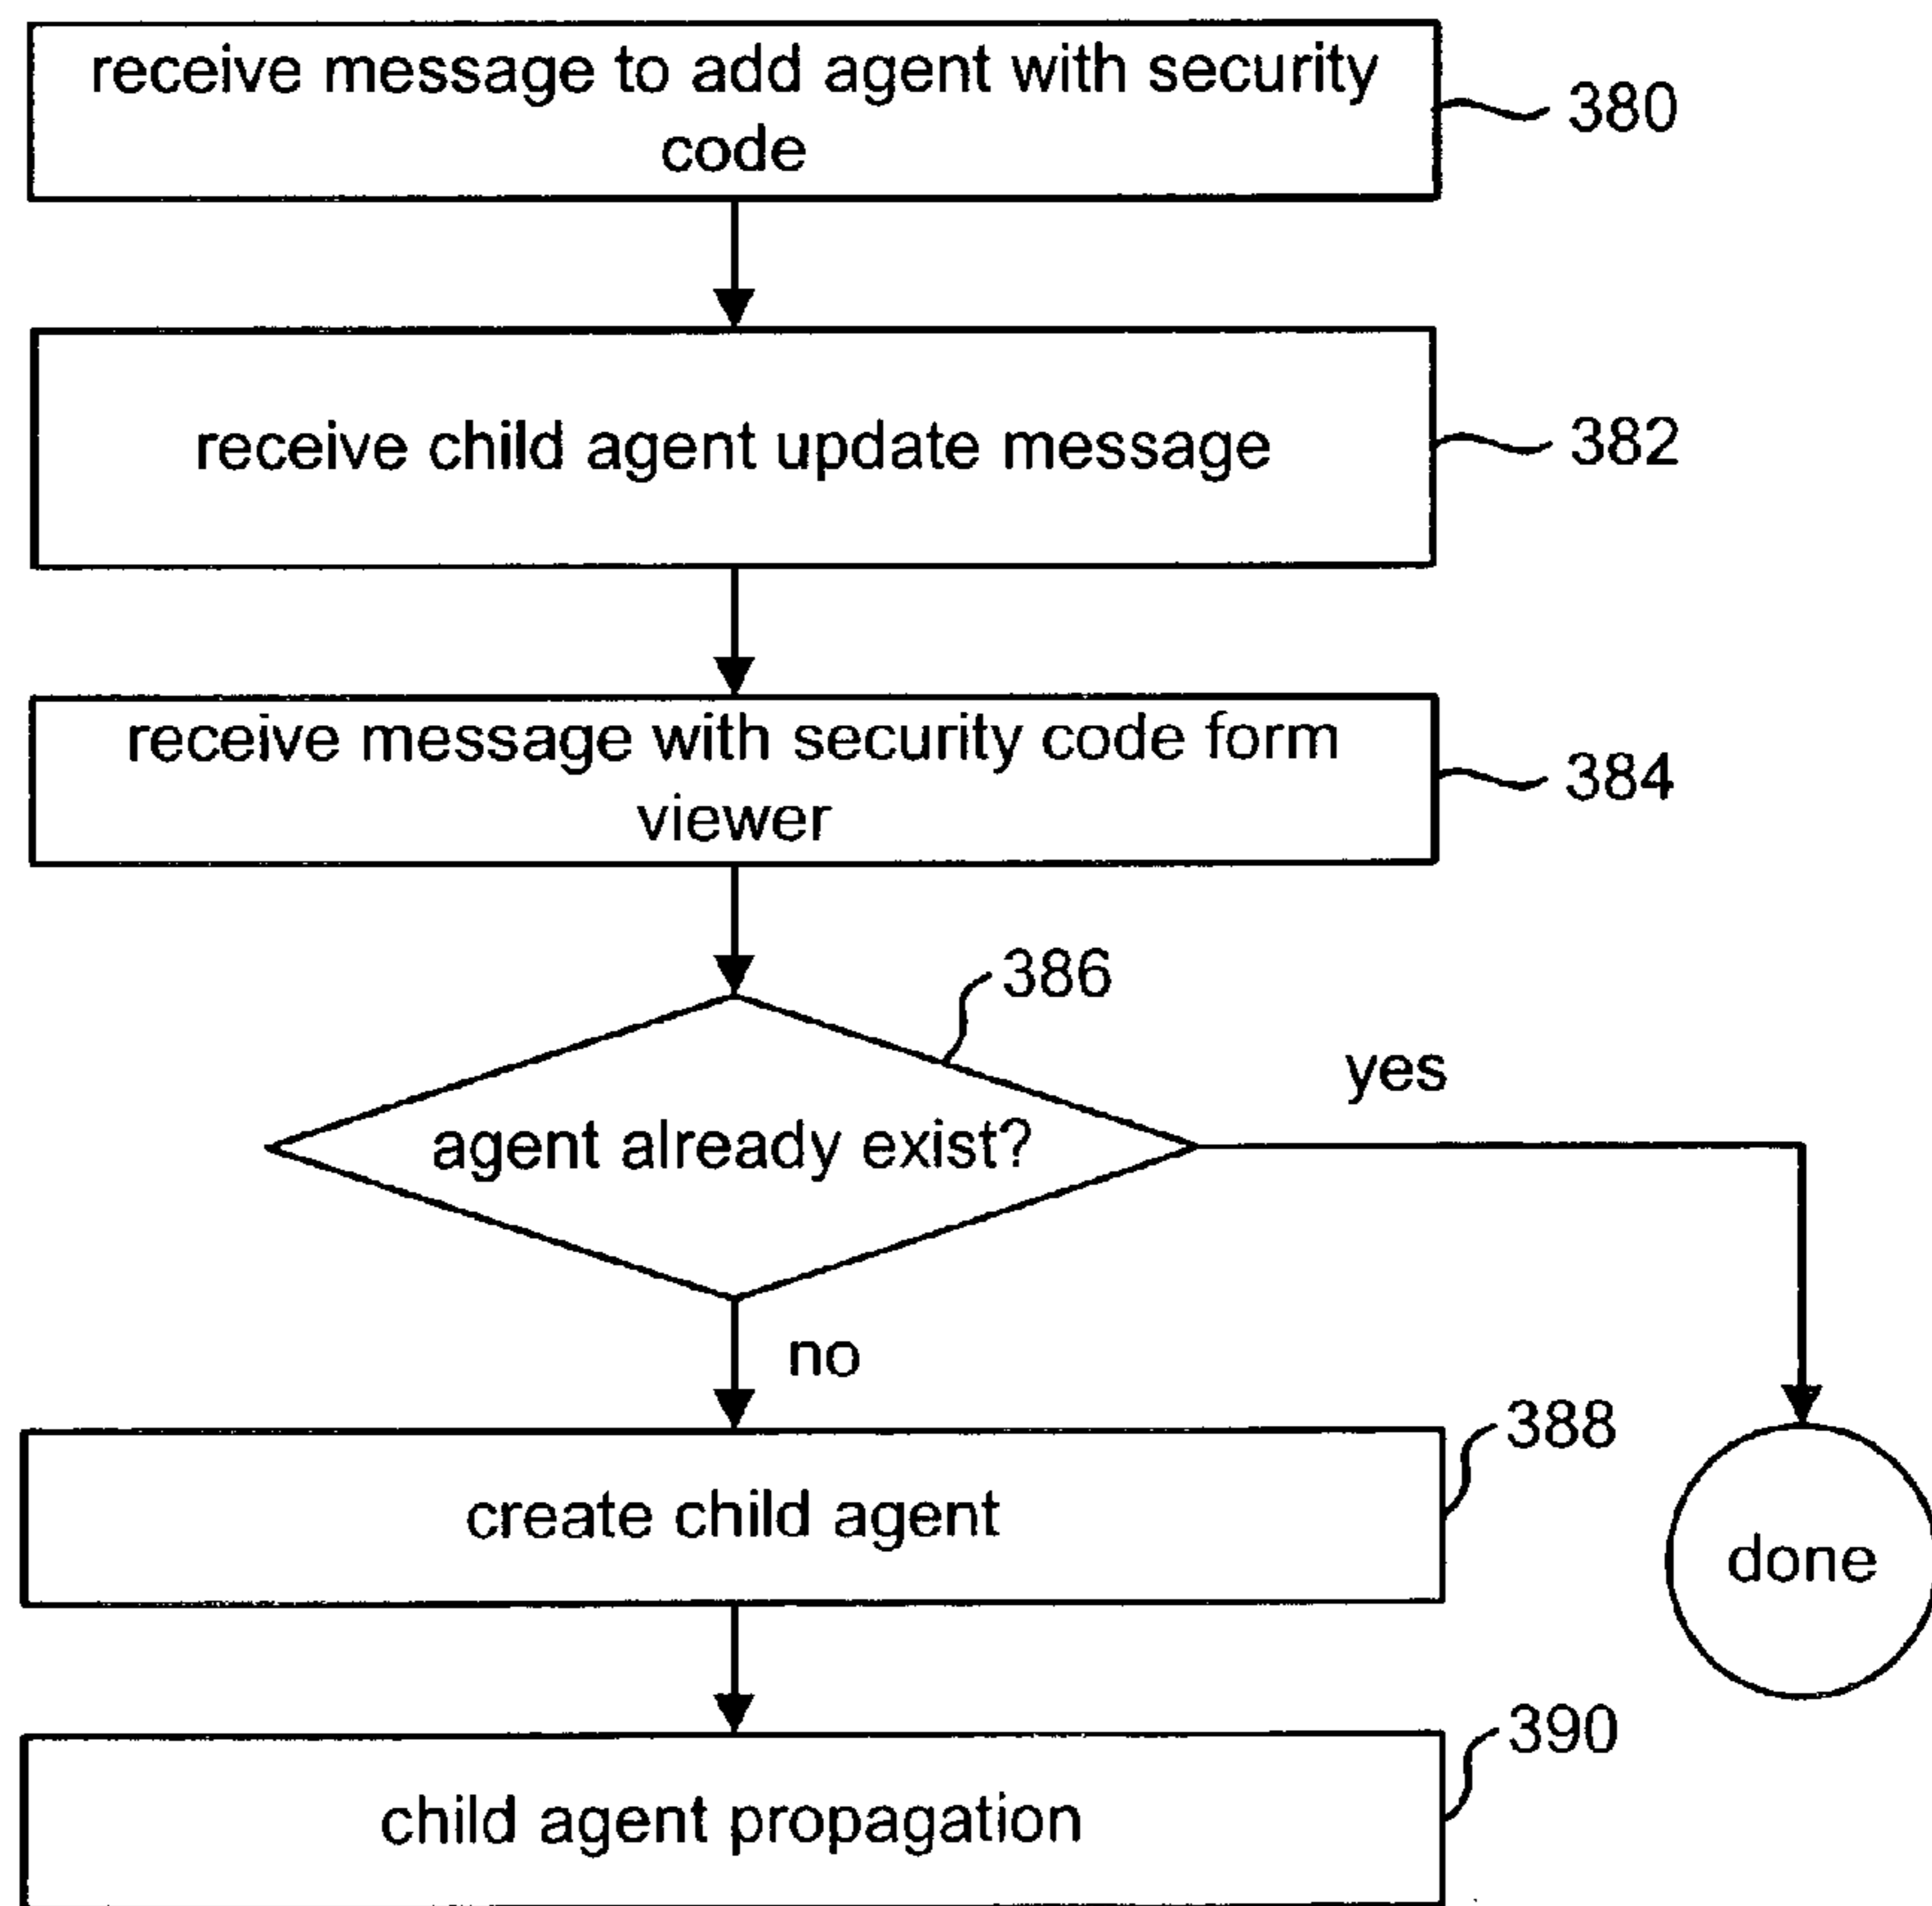 receive message to add agent with security
code
380
receive child agent update message
382
receive message with security code form
viewer
384
386
agent already exist?
yes
no
388
create child agent
done
390
child agent propagation